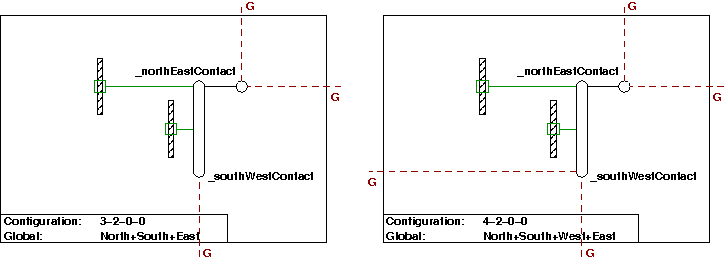 G
_northEastContact
G
_southWestContact
Configuration: 3-2-0-0
Global: North+South+East
G
G
_northEastContact
G
G
_southWestContact
Configuration: 4-2-0-0
Global: North+South+West+East
G